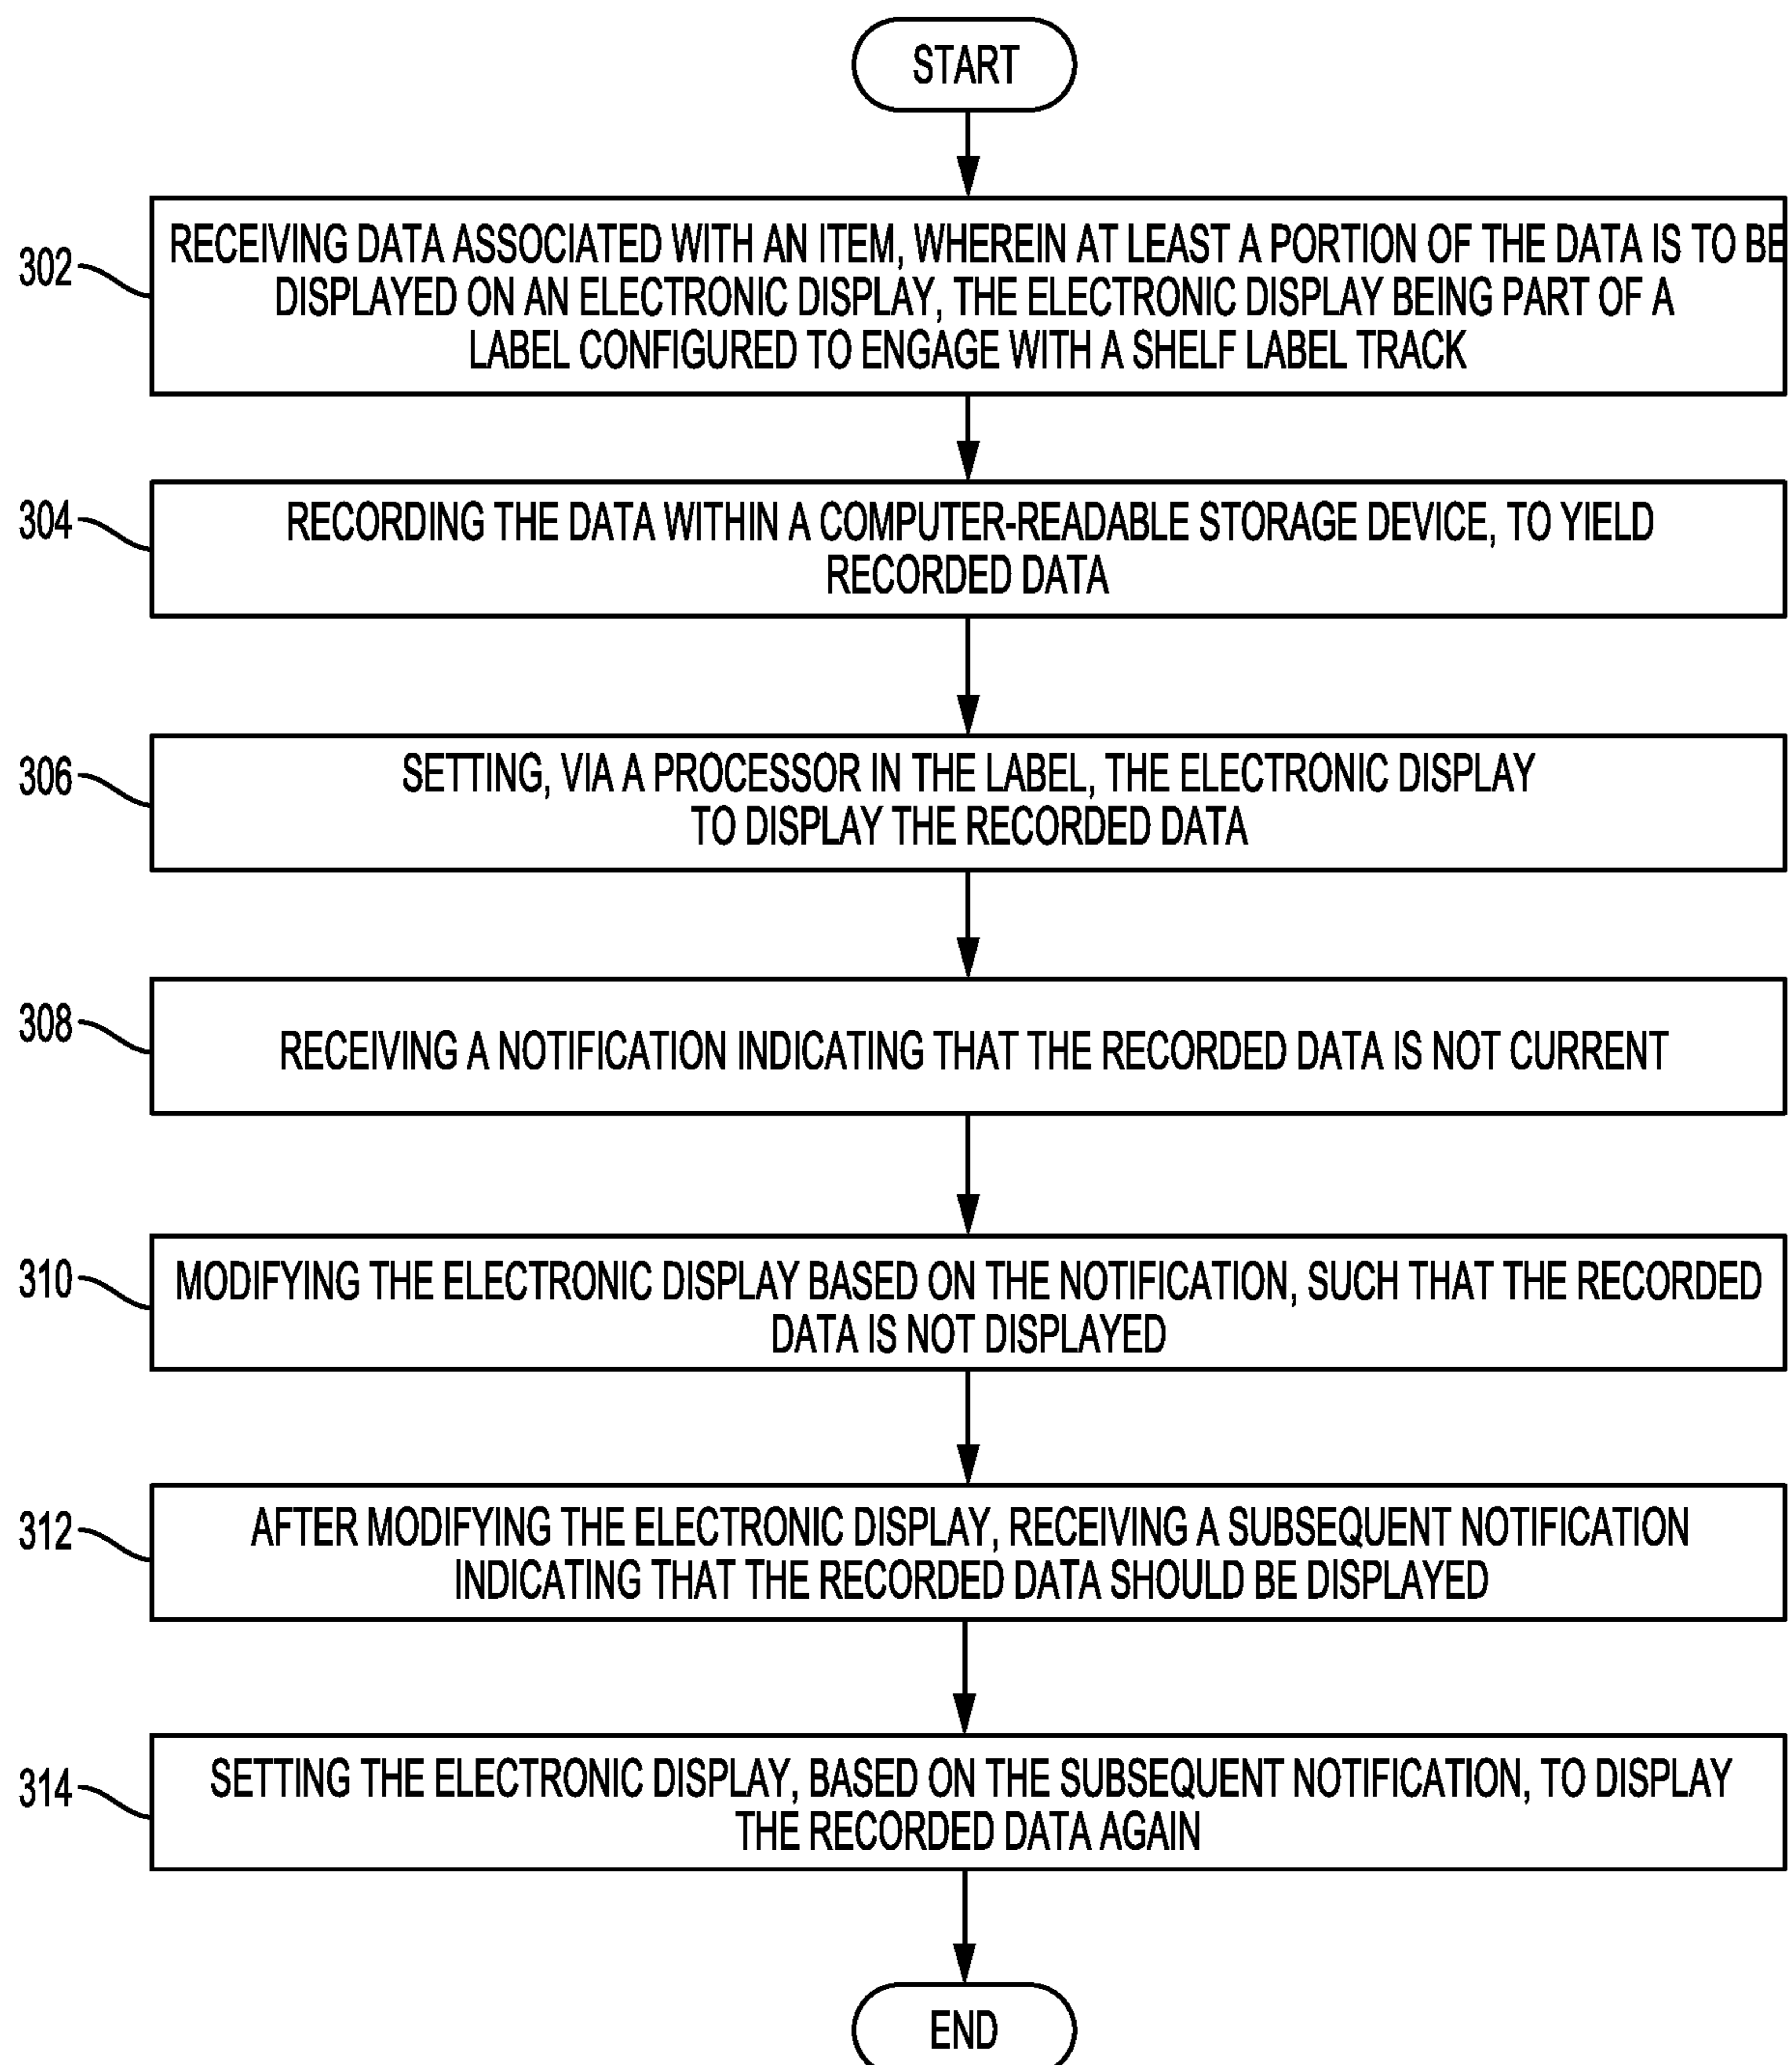 START
302
RECEIVING DATA ASSOCIATED WITH AN ITEM, WHEREIN AT LEAST A PORTION OF THE DATA IS TO BE
DISPLAYED ON AN ELECTRONIC DISPLAY, THE ELECTRONIC DISPLAY BEING PART OF A
LABEL CONFIGURED TO ENGAGE WITH A SHELF LABEL TRACK
304
RECORDING THE DATA WITHIN A COMPUTER-READABLE STORAGE DEVICE, TO YIELD
RECORDED DATA
306
SETTING, VIA A PROCESSOR IN THE LABEL, THE ELECTRONIC DISPLAY
TO DISPLAY THE RECORDED DATA
308
RECEIVING A NOTIFICATION INDICATING THAT THE RECORDED DATA IS NOT CURRENT
310
MODIFYING THE ELECTRONIC DISPLAY BASED ON THE NOTIFICATION, SUCH THAT THE RECORDED
DATA IS NOT DISPLAYED
312
AFTER MODIFYING THE ELECTRONIC DISPLAY, RECEIVING A SUBSEQUENT NOTIFICATION
INDICATING THAT THE RECORDED DATA SHOULD BE DISPLAYED
314
SETTING THE ELECTRONIC DISPLAY, BASED ON THE SUBSEQUENT NOTIFICATION, TO DISPLAY
THE RECORDED DATA AGAIN
END